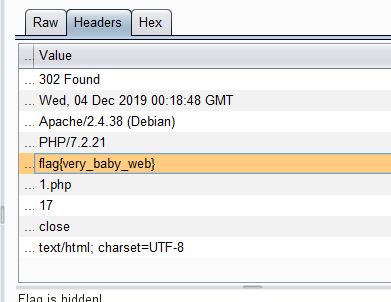 Raw Headers Hex
... Value
... 302 Found
... Wed, 04 Dec 2019 00:18:48 GMT
... Apache/2.4.38 (Debian)
... PHP/7.2.21
... flag{very_baby_web}
... 1.php
... 17
... close
... text/html; charset=UTF-8
Flag is hidden!